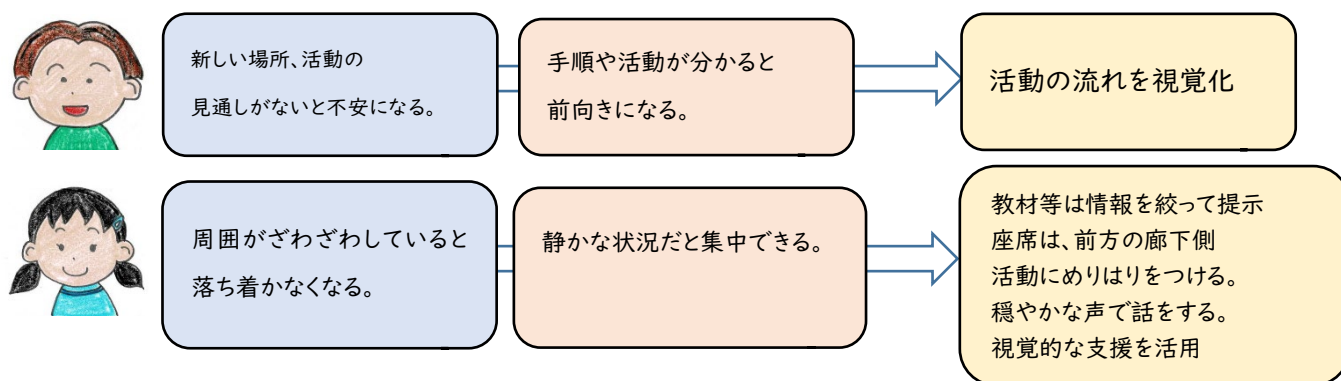 新しい場所、活動の
見通しがないと不安になる。
手順や活動が分かると
前向きになる。
活動の流れを視覚化
周囲がざわざわしていると
落ち着かなくなる。
静かな状況だと集中できる。
教材等は情報を絞って提示
座席は、前方の廊下側
活動にめりはりをつける。
穏やかな声で話をする。
視覚的な支援を活用